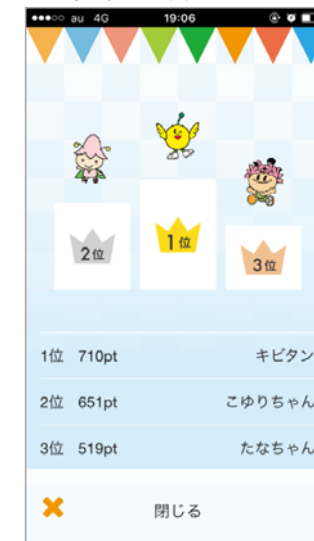 au 4G 19:06
1位
2位
3位
1位 710pt キビタン
2位 651pt こゆりちゃん
3位 519pt たなちゃん
閉じる